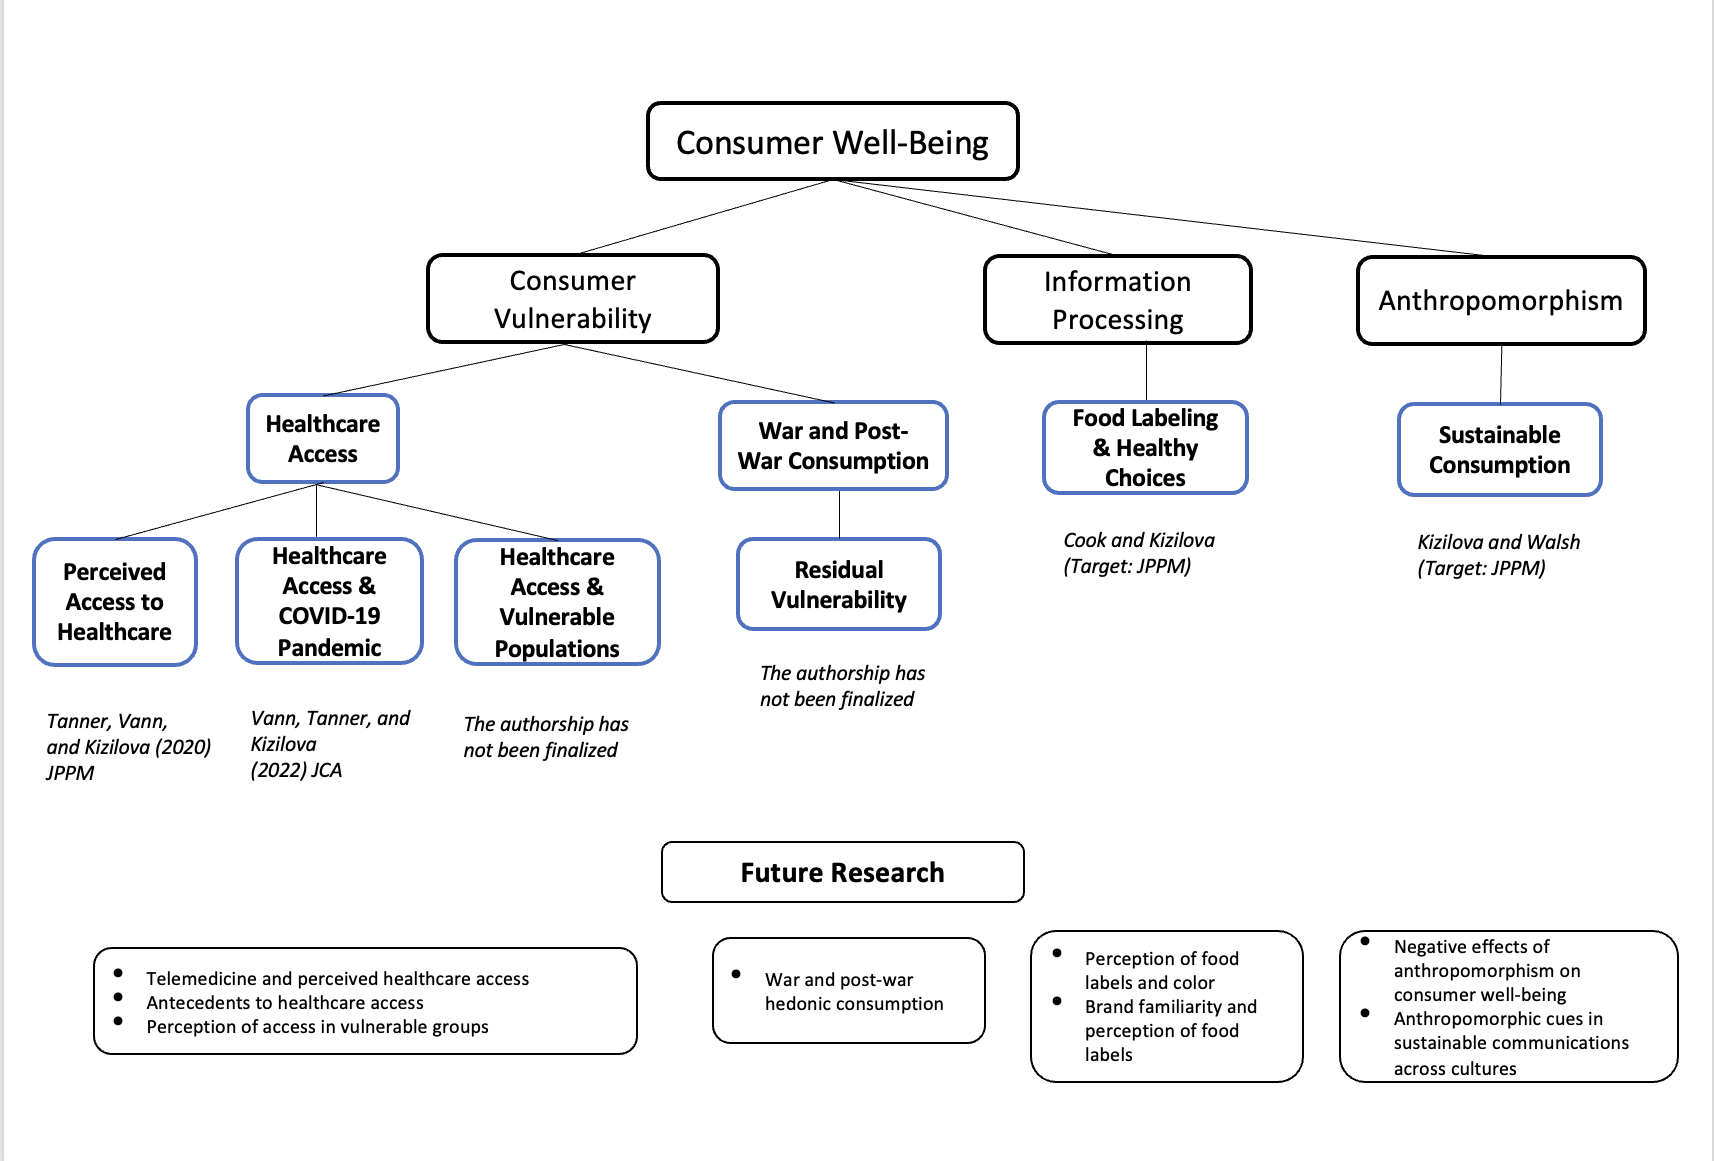 Consumer Well-Being
Consumer
Vulnerability
Information
Processing
Anthropomorphism
Healthcare
Access
War and Post-
War Consumption
Food Labeling
& Healthy
Choices
Sustainable
Consumption
Cook and Kizilova
(Target: JPPM)
Kizilova and Walsh
(Target: JPPM)
Perceived
Access to
Healthcare
Healthcare
Access &
COVID-19
Pandemic
Healthcare
Access &
Vulnerable
Populations
Residual
Vulnerability
Tanner, Vann,
and Kizilova (2020)
JPPM
Vann, Tanner, and
Kizilova
(2022) JCA
The authorship has
not been finalized
The authorship has
not been finalized
Future Research
• Telemedicine and perceived healthcare access
• Antecedents to healthcare access
• Perception of access in vulnerable groups
• War and post-war
hedonic consumption
• Perception of food
labels and color
• Brand familiarity and
perception of food
labels
• Negative effects of
anthropomorphism on
consumer well-being
• Anthropomorphic cues in
sustainable communications
across cultures